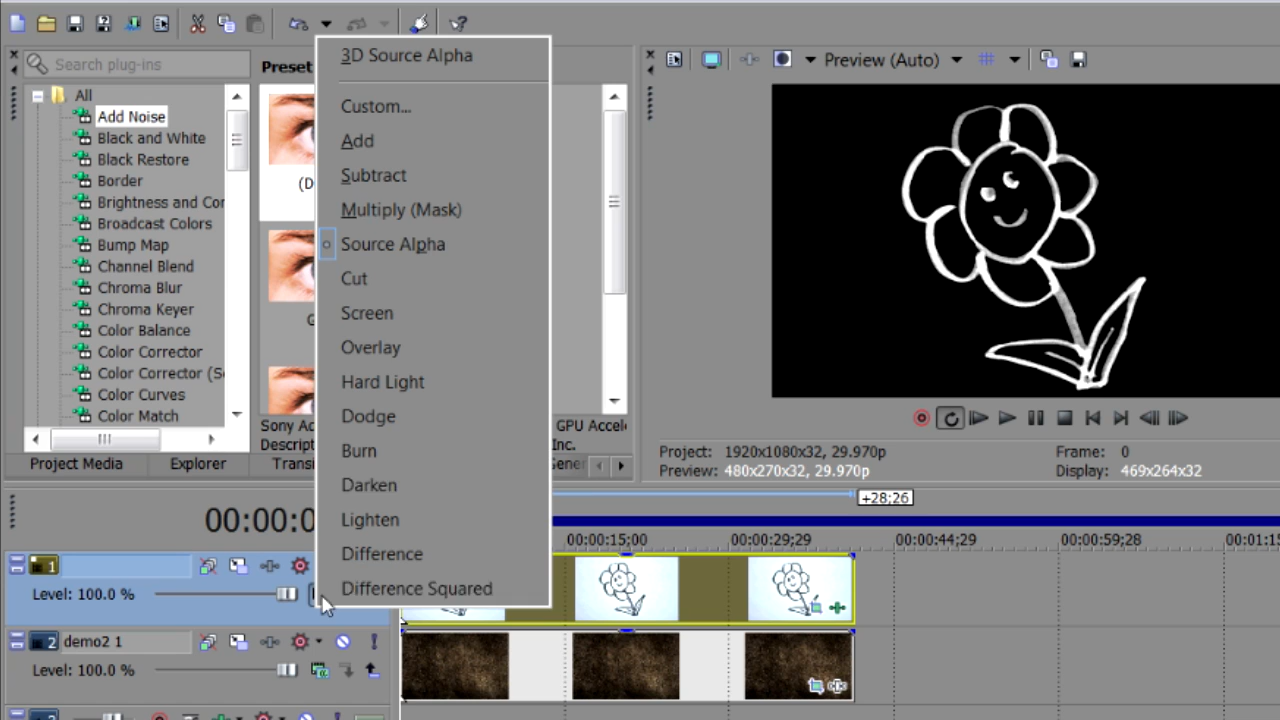 Search plug-ins
Preset
All
Add Noise
Black and White
Black Restore
Border
Brightness and Cor
Broadcast Colors
Bump Map
Channel Blend
Chroma Blur
Chroma Keyer
Color Balance
Color Corrector
Color Corrector (S
Color Curves
Color Match
Project Media
Explorer
Trans
(D
Sony Ac
Descript
GPU Accele
Inc.
Gener
3D Source Alpha
Custom...
Add
Subtract
Multiply (Mask)
Source Alpha
Cut
Screen
Overlay
Hard Light
Dodge
Burn
Darken
Lighten
Difference
Difference Squared
Preview (Auto)
Project: 1920x1080x32, 29.970p
Preview: 480x270x32, 29.970p
Frame: 0
Display: 469x264x32
+28;26
00:00:0
00:00:15;00
00:00:29;29
00:00:44;29
00:00:59;28
00:01:15
1
Level: 100.0 %
2
demo2 1
Level: 100.0 %